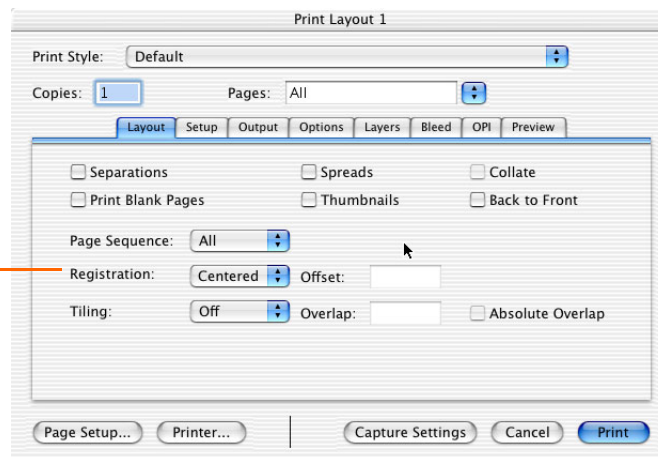 Print Layout 1
Print Style: Default
Copies: 1 Pages: All
Layout Setup Output Options Layers Bleed OPI Preview
Separations Spreads Collate
Print Blank Pages Thumbnails Back to Front
Page Sequence: All
Registration: Centered Offset:
Tiling: Off Overlap: Absolute Overlap
Page Setup... Printer... Capture Settings Cancel Print